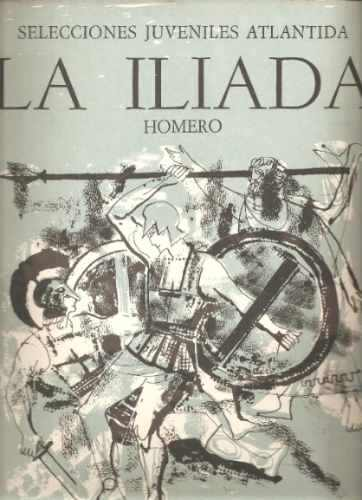 SELECCIONES JUVENILES ATLANTIDA
LA ILIADA
HOMERO